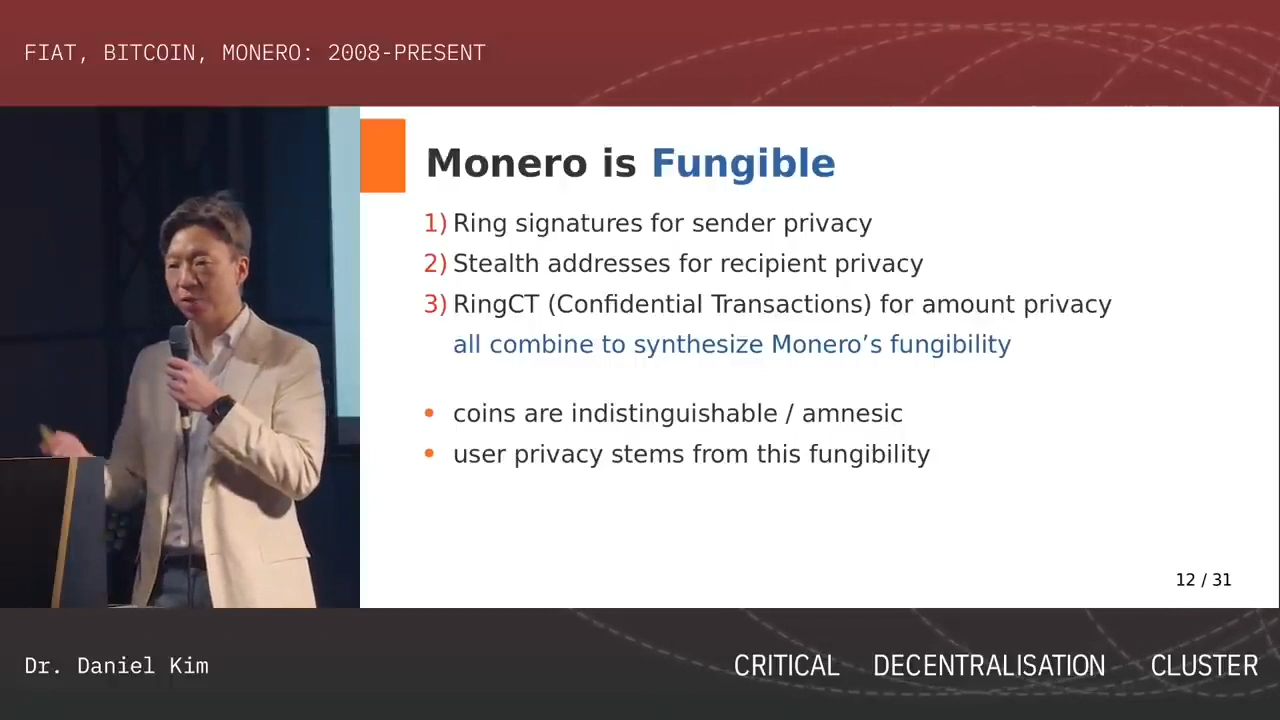 FIAT, BITCOIN, MONERO: 2008-PRESENT
Monero is Fungible
1) Ring signatures for sender privacy
2) Stealth addresses for recipient privacy
3) RingCT (Confidential Transactions) for amount privacy
all combine to synthesize Monero’s fungibility
• coins are indistinguishable / amnesic
• user privacy stems from this fungibility
12 / 31
Dr. Daniel Kim
CRITICAL DECENTRALISATION CLUSTER